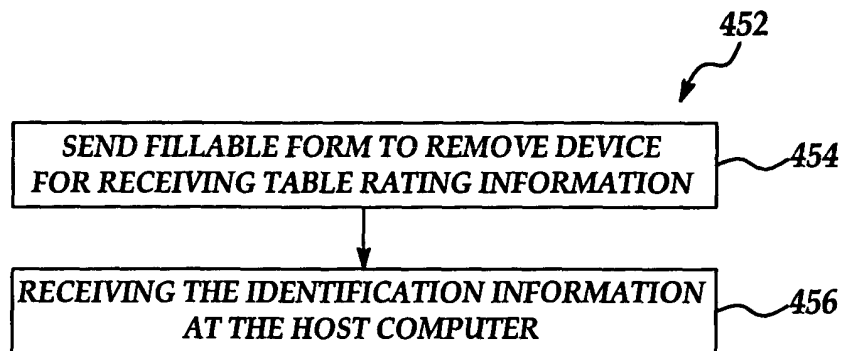 452
SEND FILLABLE FORM TO REMOVE DEVICE
FOR RECEIVING TABLE RATING INFORMATION
454
RECEIVING THE IDENTIFICATION INFORMATION
AT THE HOST COMPUTER
456